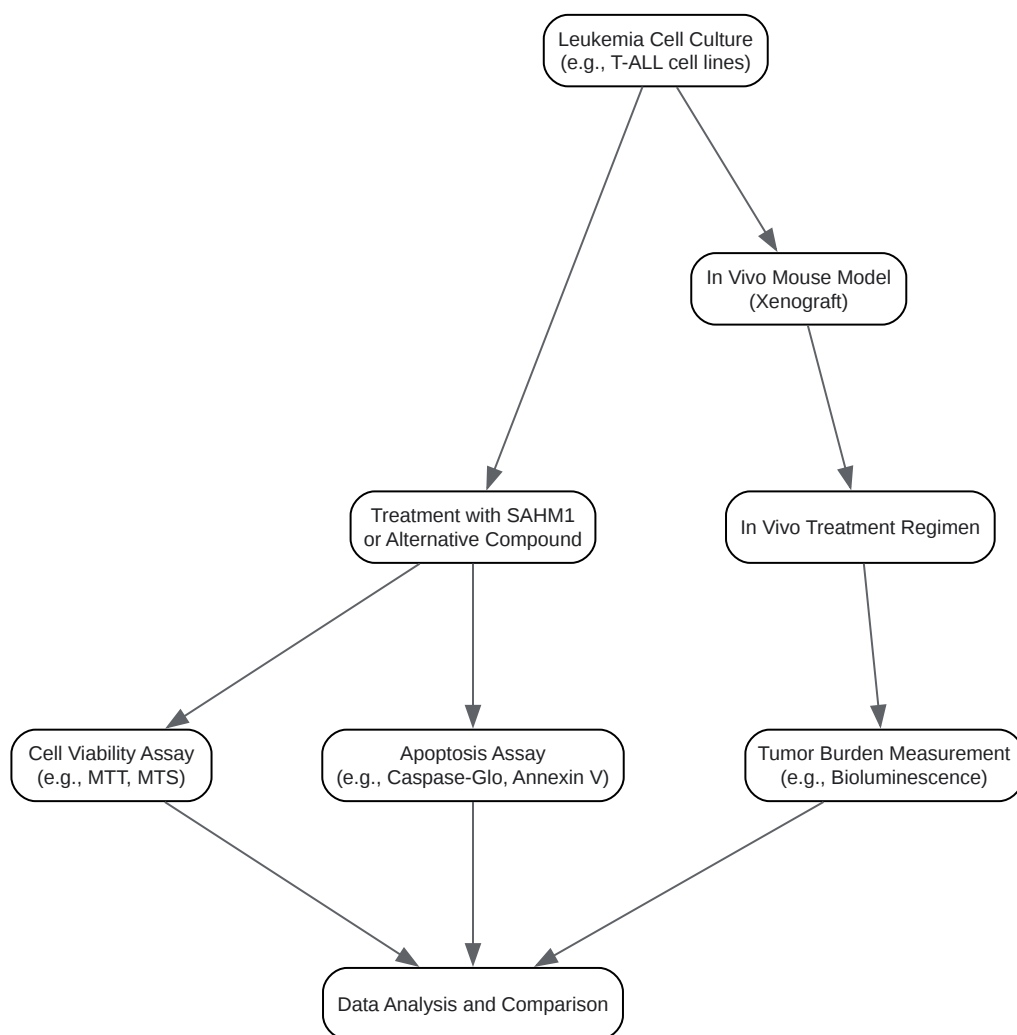 Leukemia Cell Culture
(e.g., T-ALL cell lines)
In Vivo Mouse Model
(Xenograft)
Treatment with SAHM1
or Alternative Compound
In Vivo Treatment Regimen
Cell Viability Assay
(e.g., MTT, MTS)
Apoptosis Assay
(e.g., Caspase-Glo, Annexin V)
Tumor Burden Measurement
(e.g., Bioluminescence)
Data Analysis and Comparison